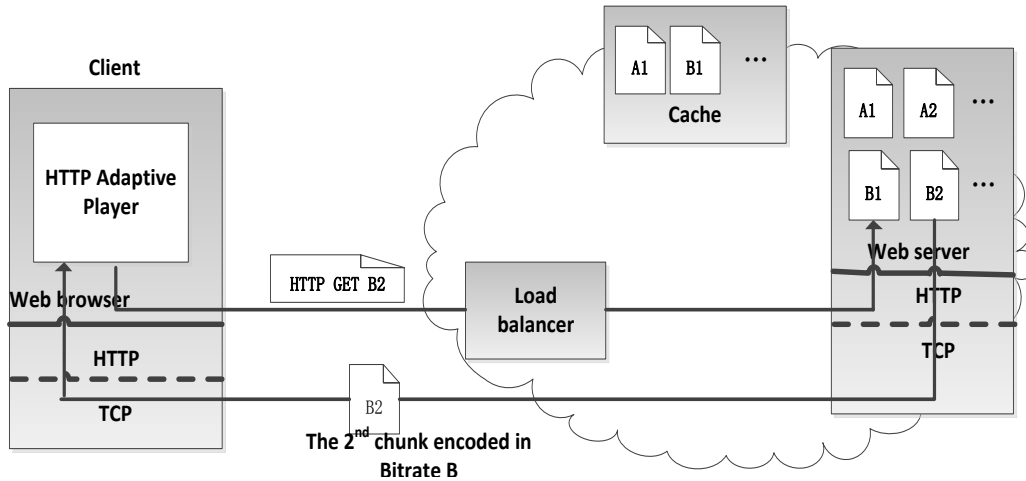 Client
HTTP Adaptive
Player
Web browser
HTTP
TCP
HTTP GET B2
B2
The 2nd chunk encoded in
Bitrate B
Load
balancer
A1 B1 ...
Cache
A1 A2 ...
B1 B2 ...
Web server
HTTP
TCP